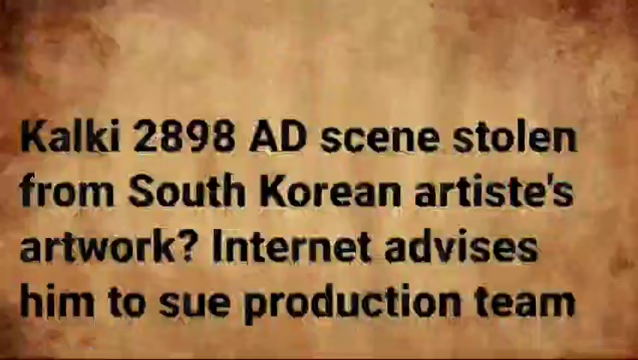 Kalki 2898 AD scene stolen
from South Korean artiste's
artwork? Internet advises
him to sue production team